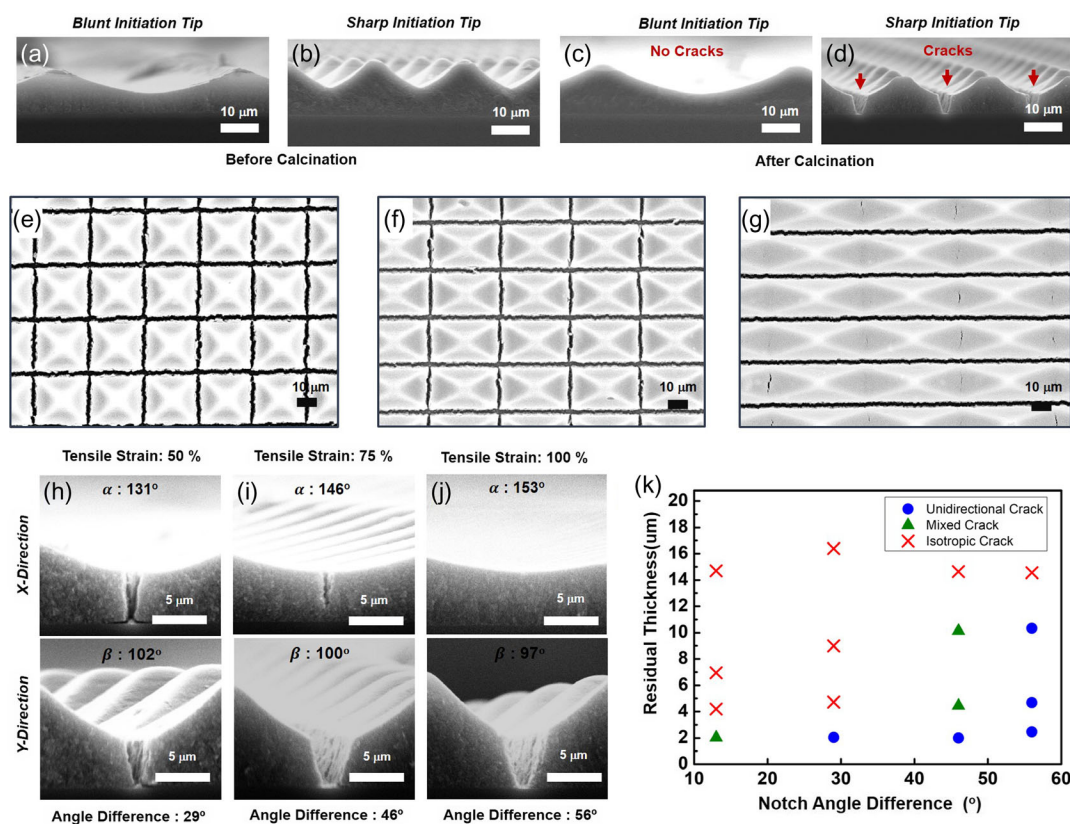 Blunt Initiation Tip
Sharp Initiation Tip
Blunt Initiation Tip
Sharp Initiation Tip
(a)
(b)
(c)
(d)
No Cracks
Cracks
10 μm
10 μm
10 μm
10 μm
Before Calcination
After Calcination
(e)
(f)
(g)
10 μm
10 μm
10 μm
Tensile Strain: 50 %
Tensile Strain: 75 %
Tensile Strain: 100 %
(h)
(i)
(j)
α : 131°
α : 146°
α : 153°
X-Direction
5 μm
5 μm
5 μm
β : 102°
β : 100°
β : 97°
Y-Direction
5 μm
5 μm
5 μm
Angle Difference : 29°
Angle Difference : 46°
Angle Difference : 56°
(k)
Residual Thickness(um)
20
18
16
14
12
10
8
6
4
2
0
Unidirectional Crack
Mixed Crack
Isotropic Crack
10 20 30 40 50 60
Notch Angle Difference (°)